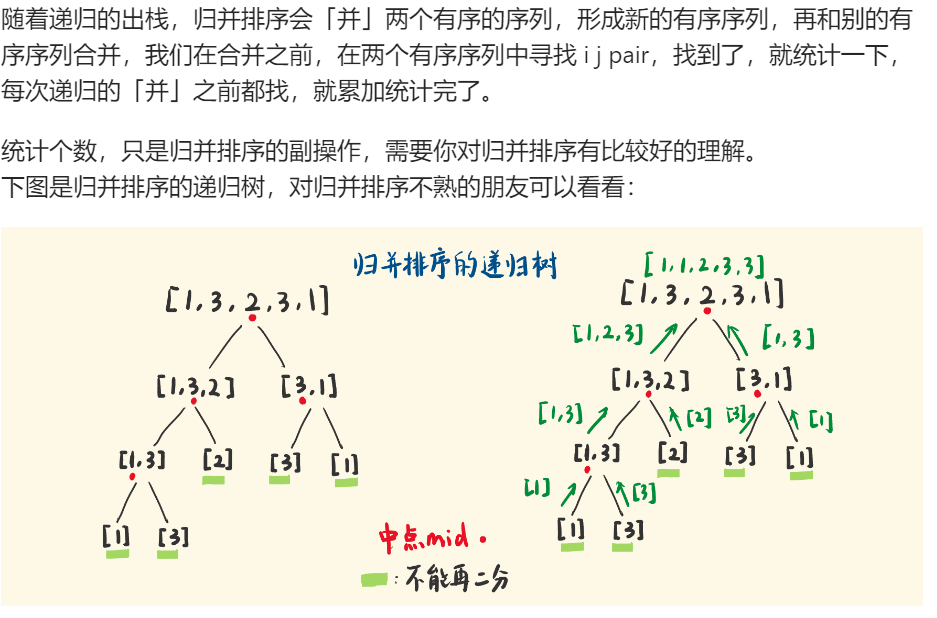 随着递归的出栈，归并排序会「并」两个有序的序列，形成新的有序序列，再和别的有
序序列合并，我们在合并之前，在两个有序序列中寻找 i j pair，找到了，就统计一下，
每次递归的「并」之前都找，就累加统计完了。
统计个数，只是归并排序的副操作，需要你对归并排序有比较好的理解。
下图是归并排序的递归树，对归并排序不熟的朋友可以看看：
归并排序的递归树
[1,3,2,3,1]
[1,3,2] [3,1]
[1,3] [2] [3] [1]
[1] [3]
[1,1,2,3,3]
[1,3,2,3,1]
[1,2,3] [1,3]
[1,3,2] [3,1]
[1,3] [2] [3] [1]
[1,3] [2] [3] [1]
[1] [3]
[1] [3]
中点mid.
:不能再二分